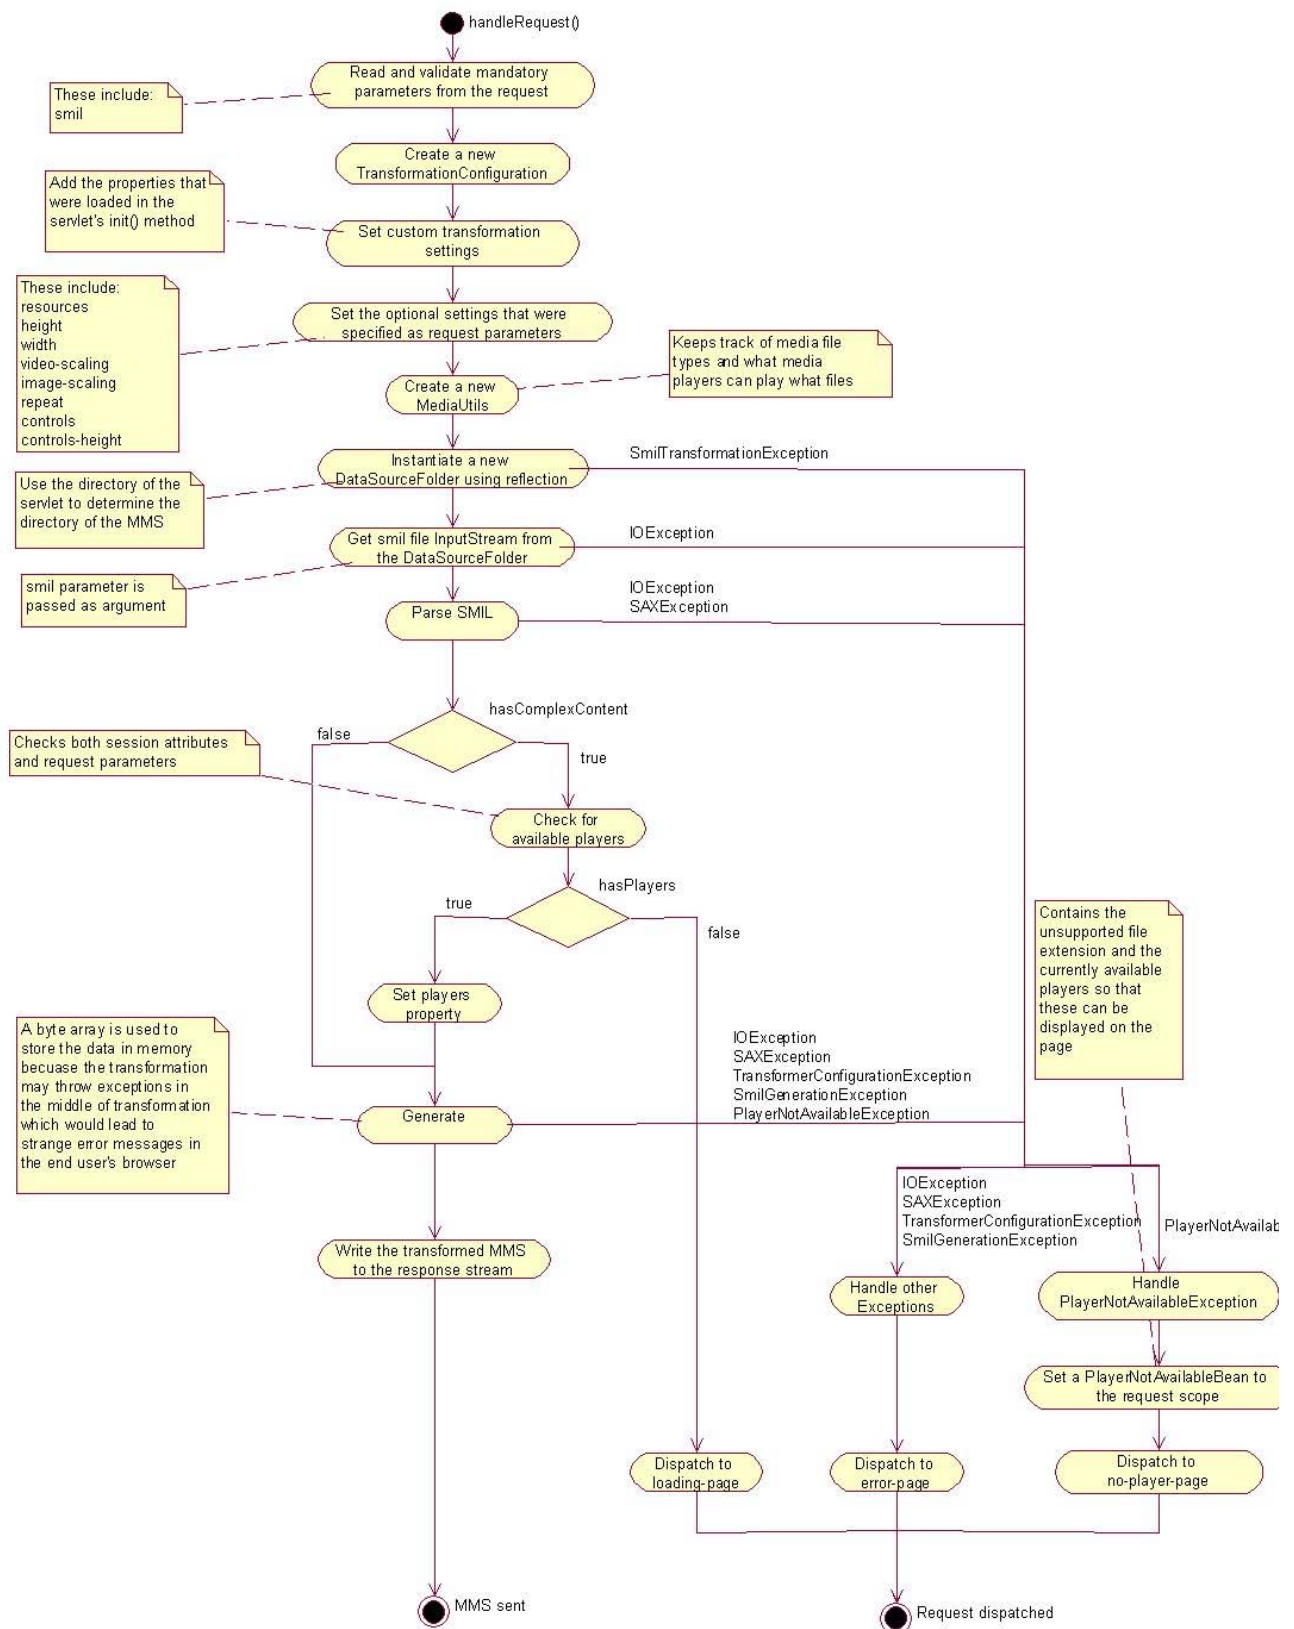 handleRequest()
Read and validate mandatory
parameters from the request
These include:
smil
Create a new
TransformationConfiguration
Add the properties that
were loaded in the
servlet's init() method
Set custom transformation
settings
These include:
resources
height
width
video-scaling
image-scaling
repeat
controls
controls-height
Set the optional settings that were
specified as request parameters
Keeps track of media file
types and what media
players can play what files
Create a new
MediaUtils
Instantiate a new
DataSourceFolder using reflection
SmilTransformationException
Use the directory of the
servlet to determine the
directory of the MMS
Get smil file InputStream from
the DataSourceFolder
IOException
smil parameter is
passed as argument
IOException
SAXException
Parse SMIL
hasComplexContent
false
true
Checks both session attributes
and request parameters
Check for
available players
hasPlayers
true
false
Contains the
unsupported file
extension and the
currently available
players so that
these can be
displayed on the
page
Set players
property
A byte array is used to
store the data in memory
becuase the transformation
may throw exceptions in
the middle of transformation
which would lead to
strange error messages in
the end user's browser
IOException
SAXException
TransformerConfigurationException
SmilGenerationException
PlayerNotAvailableException
Generate
IOException
SAXException
TransformerConfigurationException
SmilGenerationException
PlayerNotAvailab
Write the transformed MMS
to the response stream
Handle other
Exceptions
Handle
PlayerNotAvailableException
Set a PlayerNotAvailableBean to
the request scope
Dispatch to
loading-page
Dispatch to
error-page
Dispatch to
no-player-page
MMS sent
Request dispatched